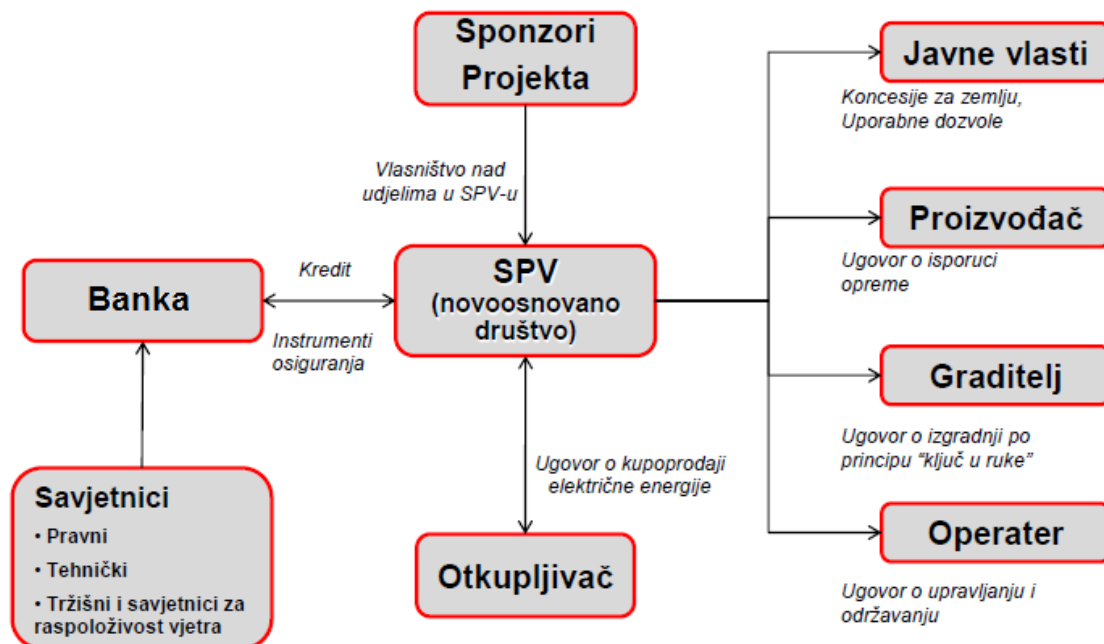 Sponzori
Projekta
Javne vlasti
Koncesije za zemlju,
Uporabne dozvole
Vlasništvo nad
udjelima u SPV-u
Proizvođač
Ugovor o isporuci
opreme
Banka
Kredit
Instrumenti
osiguranja
SPV
(novoosnovano
društvo)
Graditelj
Ugovor o izgradnji po
principu "ključ u ruke"
Ugovor o kupoprodaji
električne energije
Savjetnici
• Pravni
• Tehnički
• Tržišni i savjetnici za
raspoloživost vjetra
Otkupljivač
Operater
Ugovor o upravljanju i
održavanju